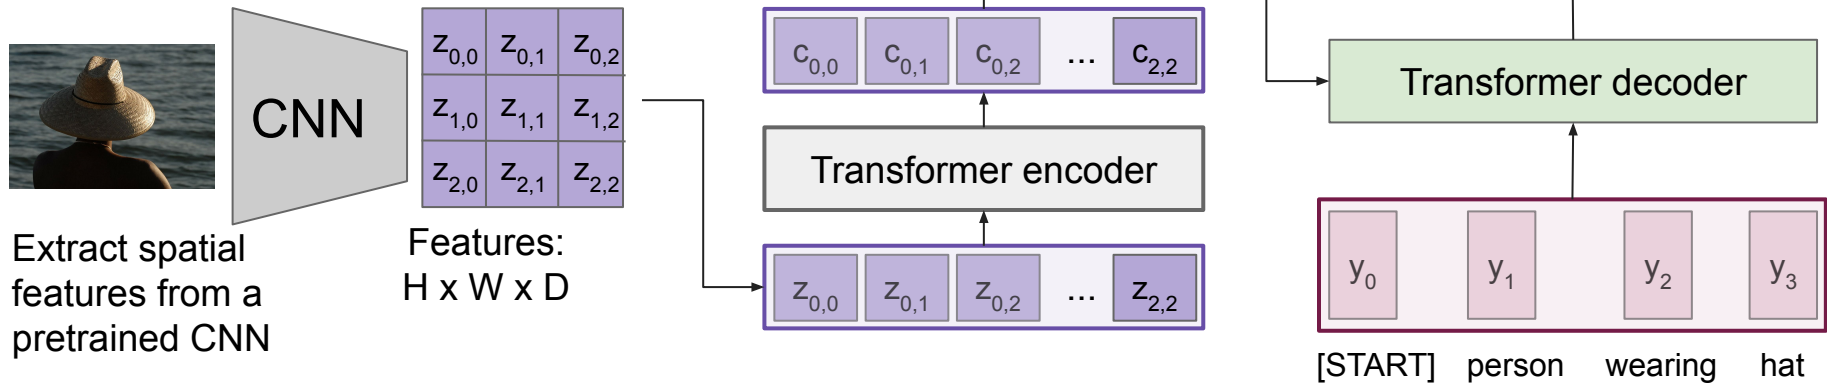 CNN
z0,0 z0,1 z0,2
z1,0 z1,1 z1,2
z2,0 z2,1 z2,2
Extract spatial
features from a
pretrained CNN
Features:
H x W x D
c0,0 c0,1 c0,2 ... c2,2
Transformer encoder
z0,0 z0,1 z0,2 ... z2,2
Transformer decoder
y0 y1 y2 y3
[START] person wearing hat